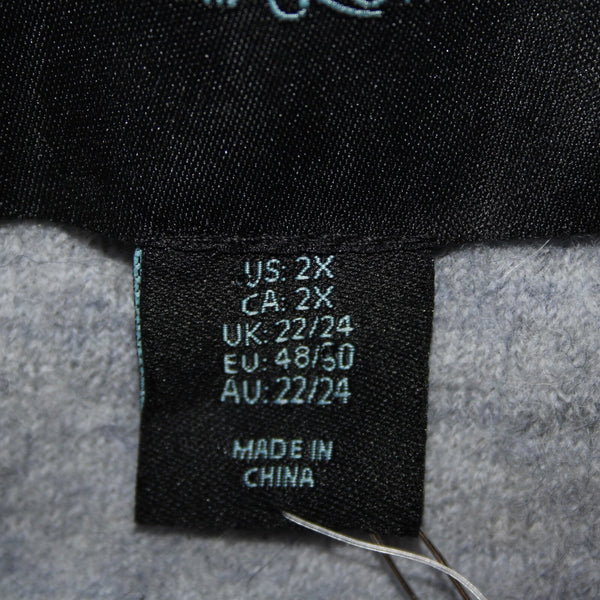 US: 2X
CA: 2X
UK: 22/24
EU: 48/50
AU: 22/24
MADE IN
CHINA